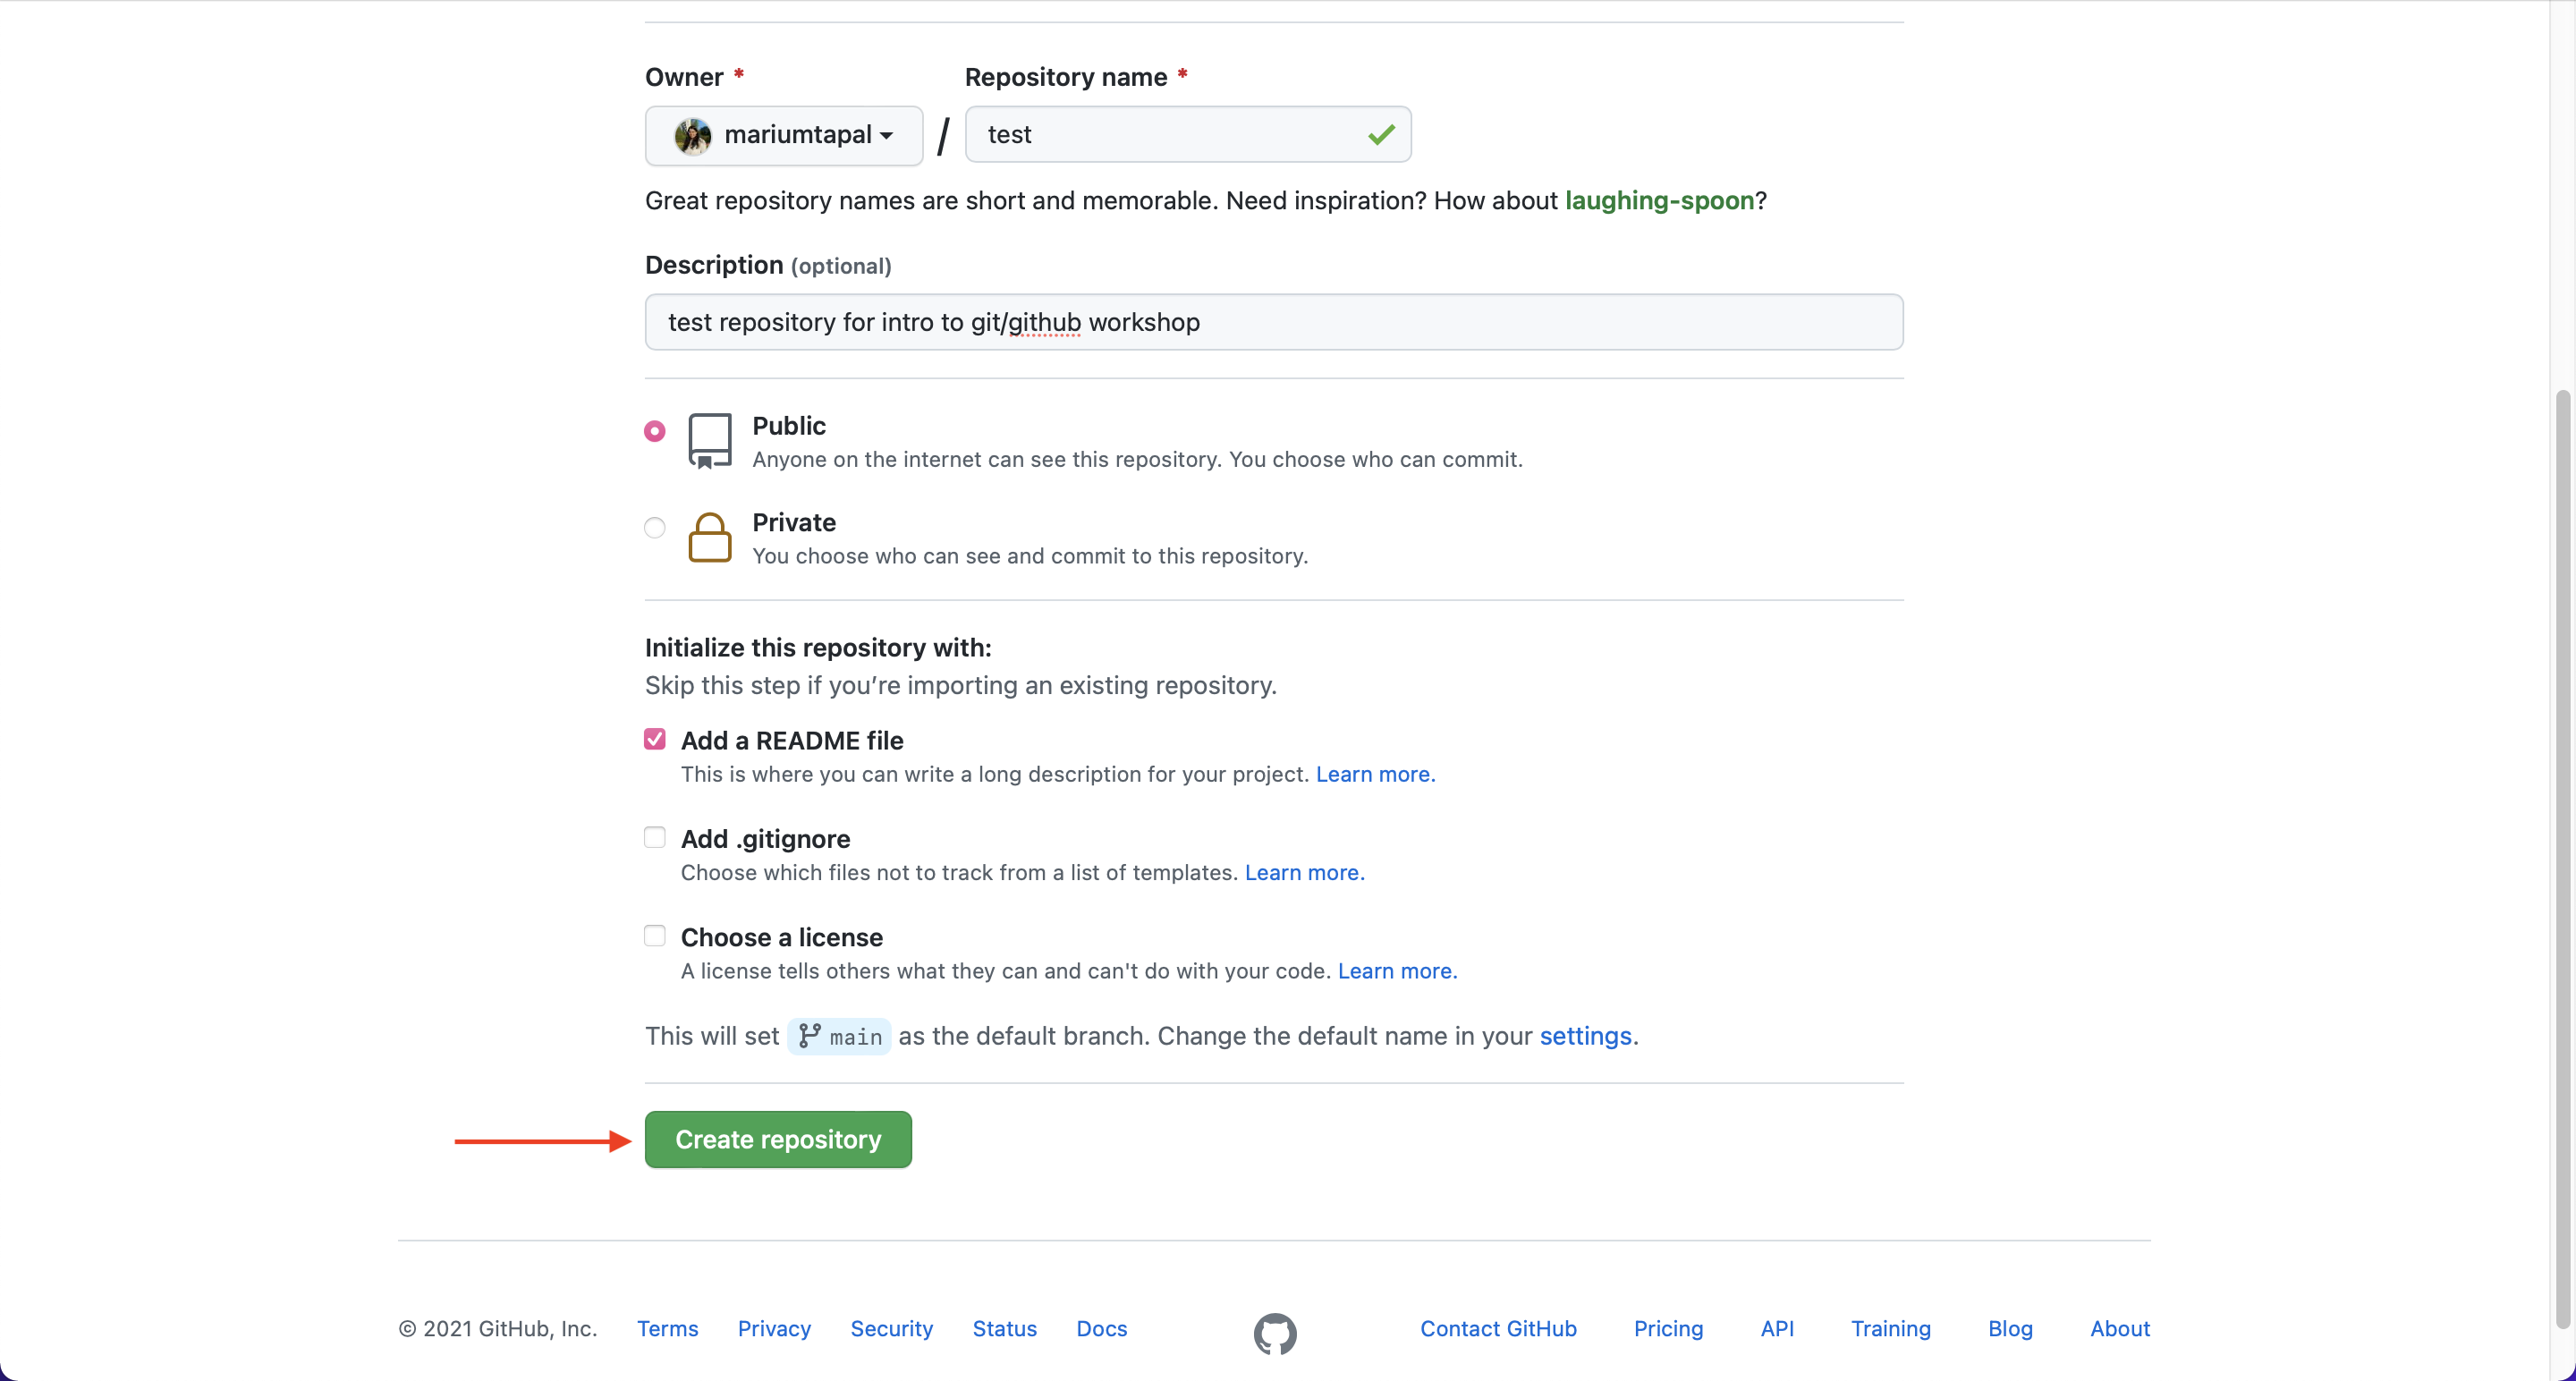 Owner * Repository name *
mariumtapal / test
Great repository names are short and memorable. Need inspiration? How about laughing-spoon?
Description (optional)
test repository for intro to git/github workshop
Public
Anyone on the internet can see this repository. You choose who can commit.
Private
You choose who can see and commit to this repository.
Initialize this repository with:
Skip this step if you’re importing an existing repository.
Add a README file
This is where you can write a long description for your project. Learn more.
Add .gitignore
Choose which files not to track from a list of templates. Learn more.
Choose a license
A license tells others what they can and can't do with your code. Learn more.
This will set main as the default branch. Change the default name in your settings.
Create repository
© 2021 GitHub, Inc. Terms Privacy Security Status Docs Contact GitHub Pricing API Training Blog About